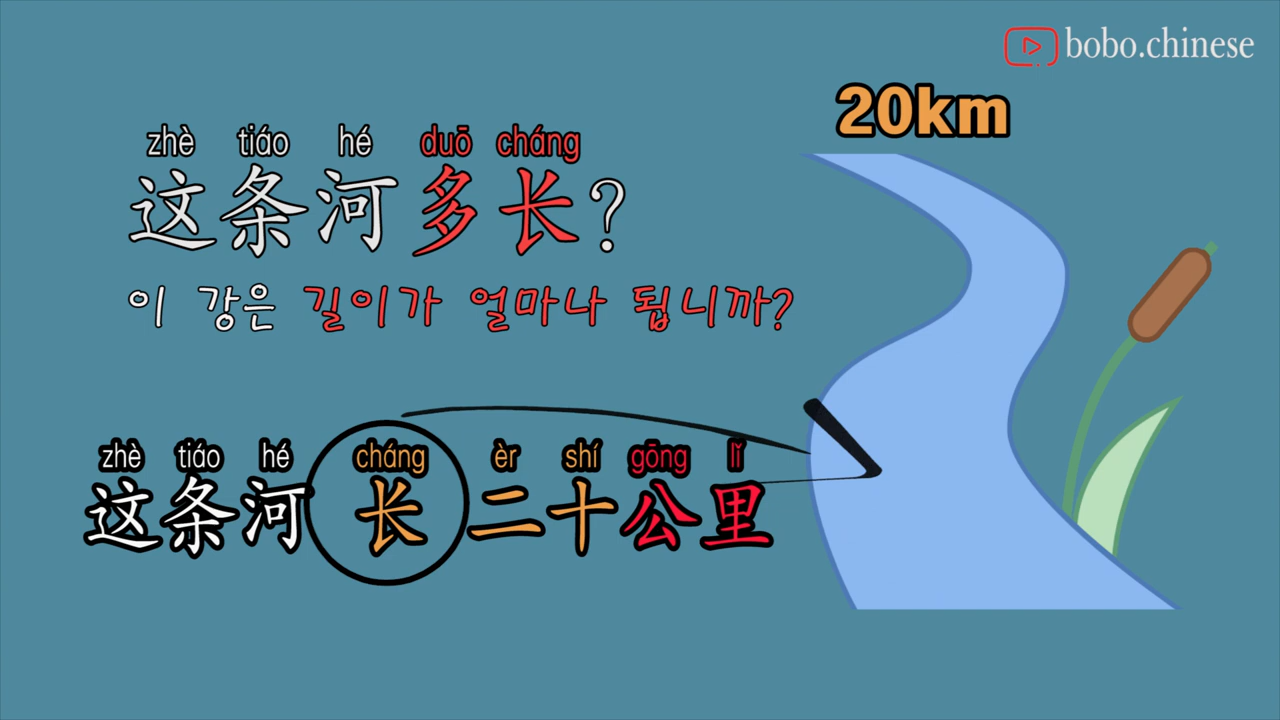 bobo.chinese
20km
zhè tiáo hé duō cháng
这条河多长?
이 강은 길이가 얼마나 됩니까?
zhè tiáo hé cháng èr shí gōng lǐ
这条河长二十公里